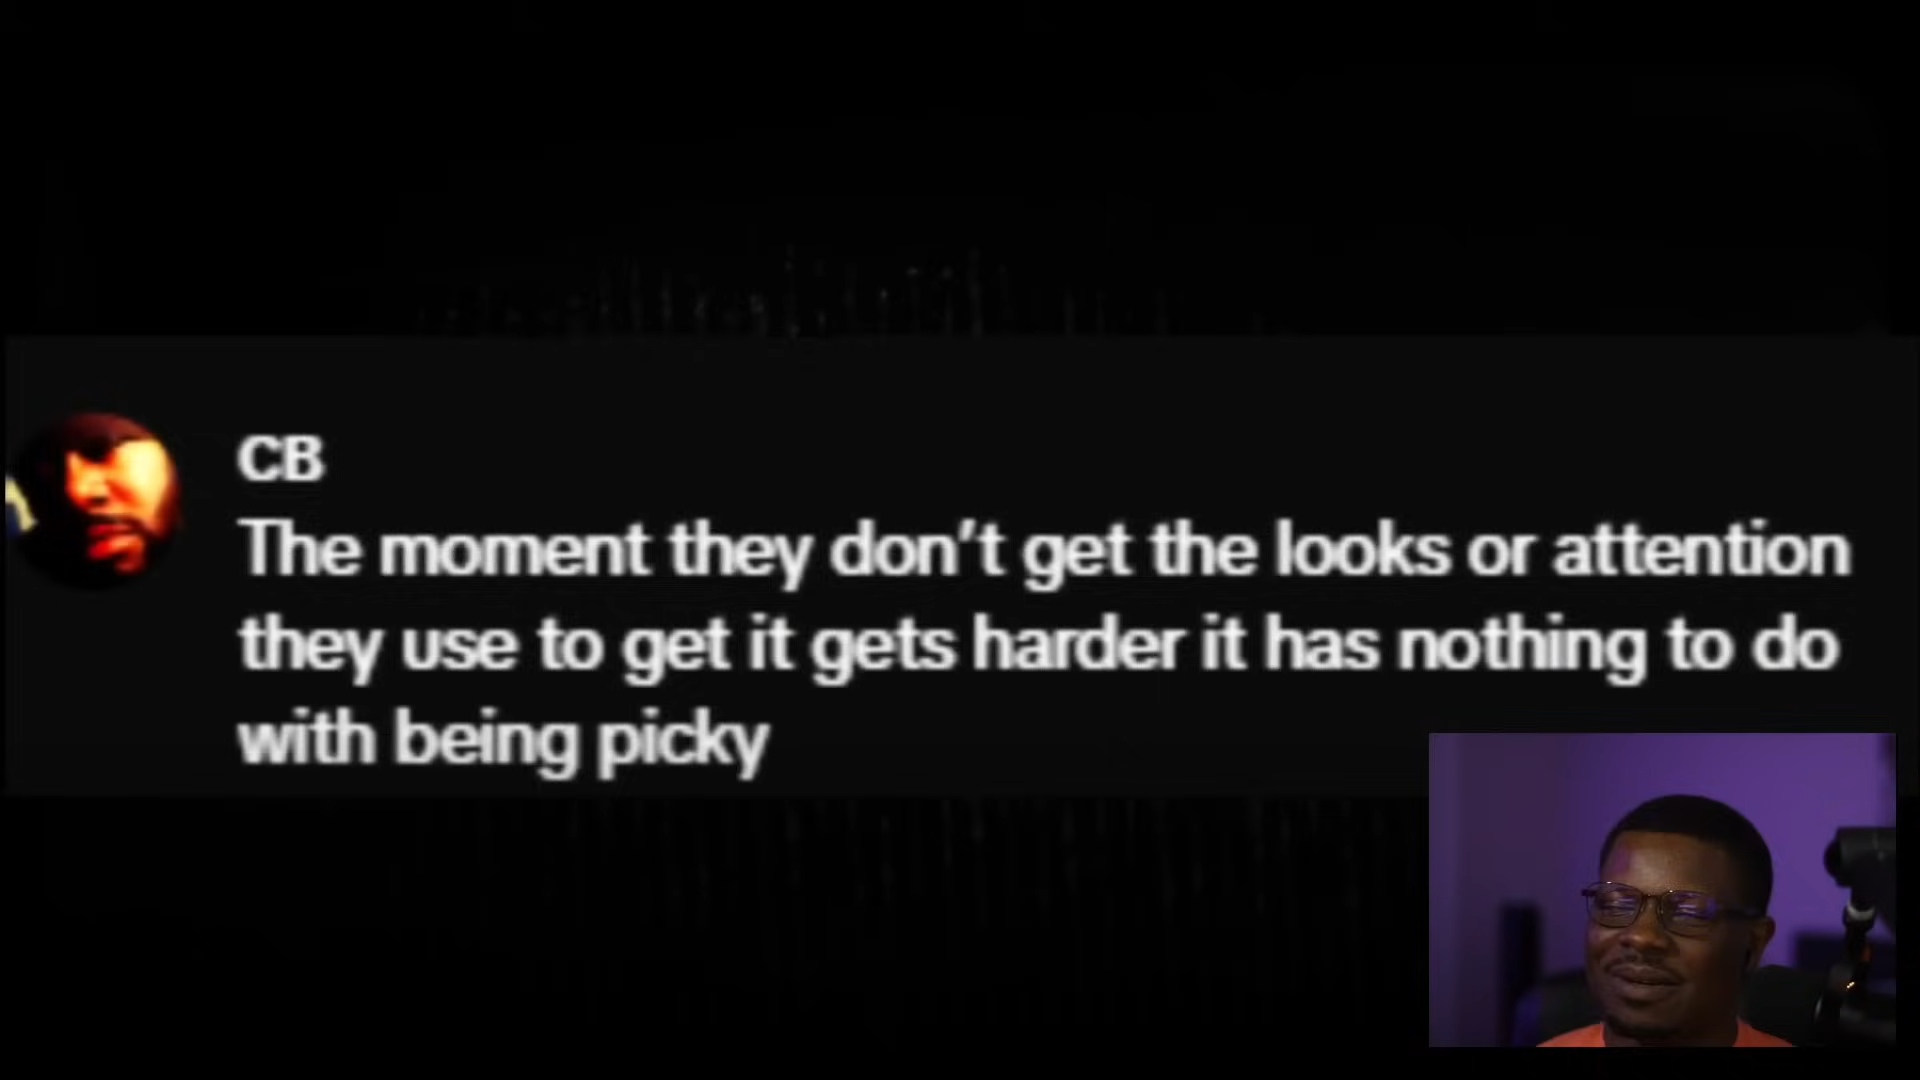 CB
The moment they don't get the looks or attention
they use to get it gets harder it has nothing to do
with being picky